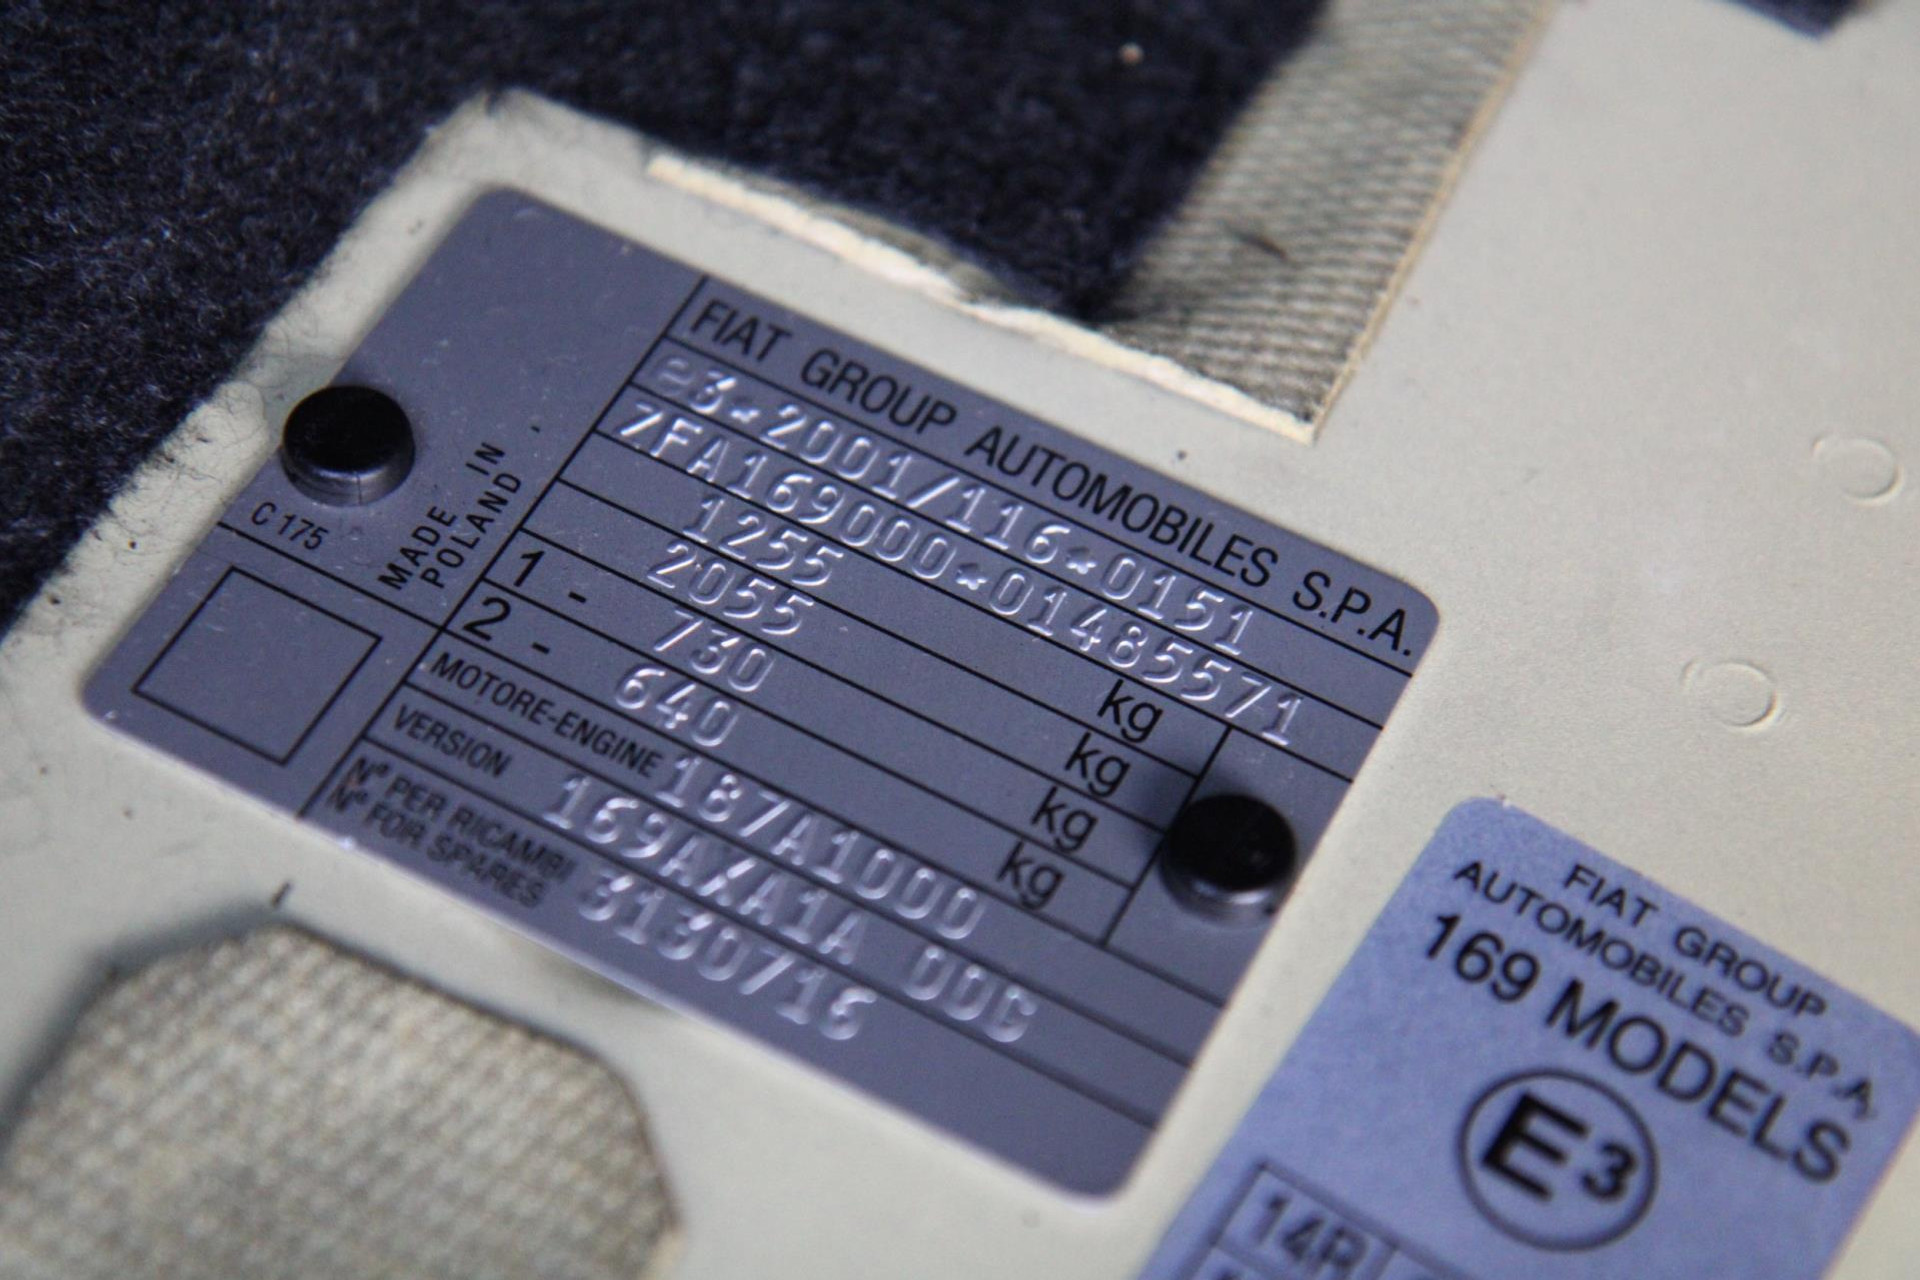 FIAT GROUP AUTOMOBILES S.P.A.
e3*2001/116*0151
ZFA169000*01485571
1255 kg
2055 kg
1 - 730 kg
2 - 640 kg
MOTORE-ENGINE 187A1000
VERSION 169AXA1A 00C
Nº PER RICAMBI
Nº FOR SPARES
3130716
C 175
MADE IN
POLAND
FIAT GROUP
AUTOMOBILES S.P.A.
169 MODELS
E3
14R